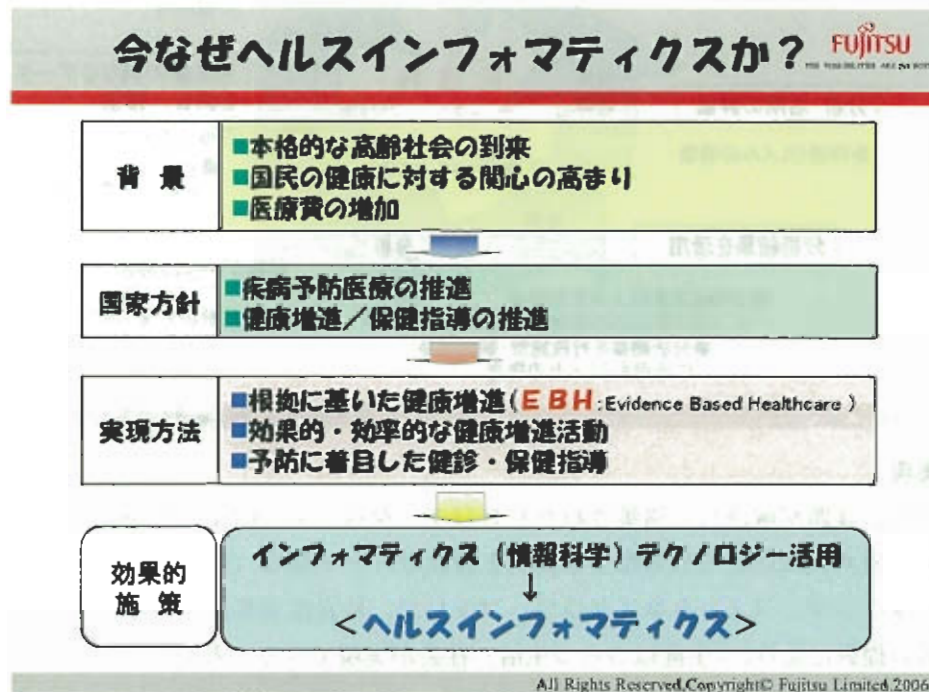 今なぜヘルスインフォマティクスか?
FUJITSU
THE POSSIBILITIES ARE INFINITE
背 景
■本格的な高齢社会の到来
■国民の健康に対する関心の高まり
■医療費の増加
国家方針
■疾病予防医療の推進
■健康増進／保健指導の推進
実現方法
■根拠に基いた健康増進(EBH:Evidence Based Healthcare )
■効果的・効率的な健康増進活動
■予防に着目した健診・保健指導
効果的
施 策
インフォマティクス（情報科学）テクノロジー活用
↓
<ヘルスインフォマティクス>
All Rights Reserved,Copyright© Fujitsu Limited,2006